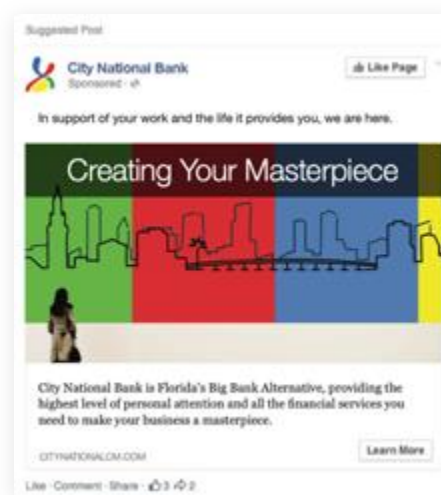 Suggested Post
City National Bank
Like Page
Sponsored ·
In support of your work and the life it provides you, we are here.
Creating Your Masterpiece
City National Bank is Florida's Big Bank Alternative, providing the
highest level of personal attention and all the financial services you
need to make your business a masterpiece.
CITYNATIONALCM.COM
Learn More
Like · Comment · Share · 3 2